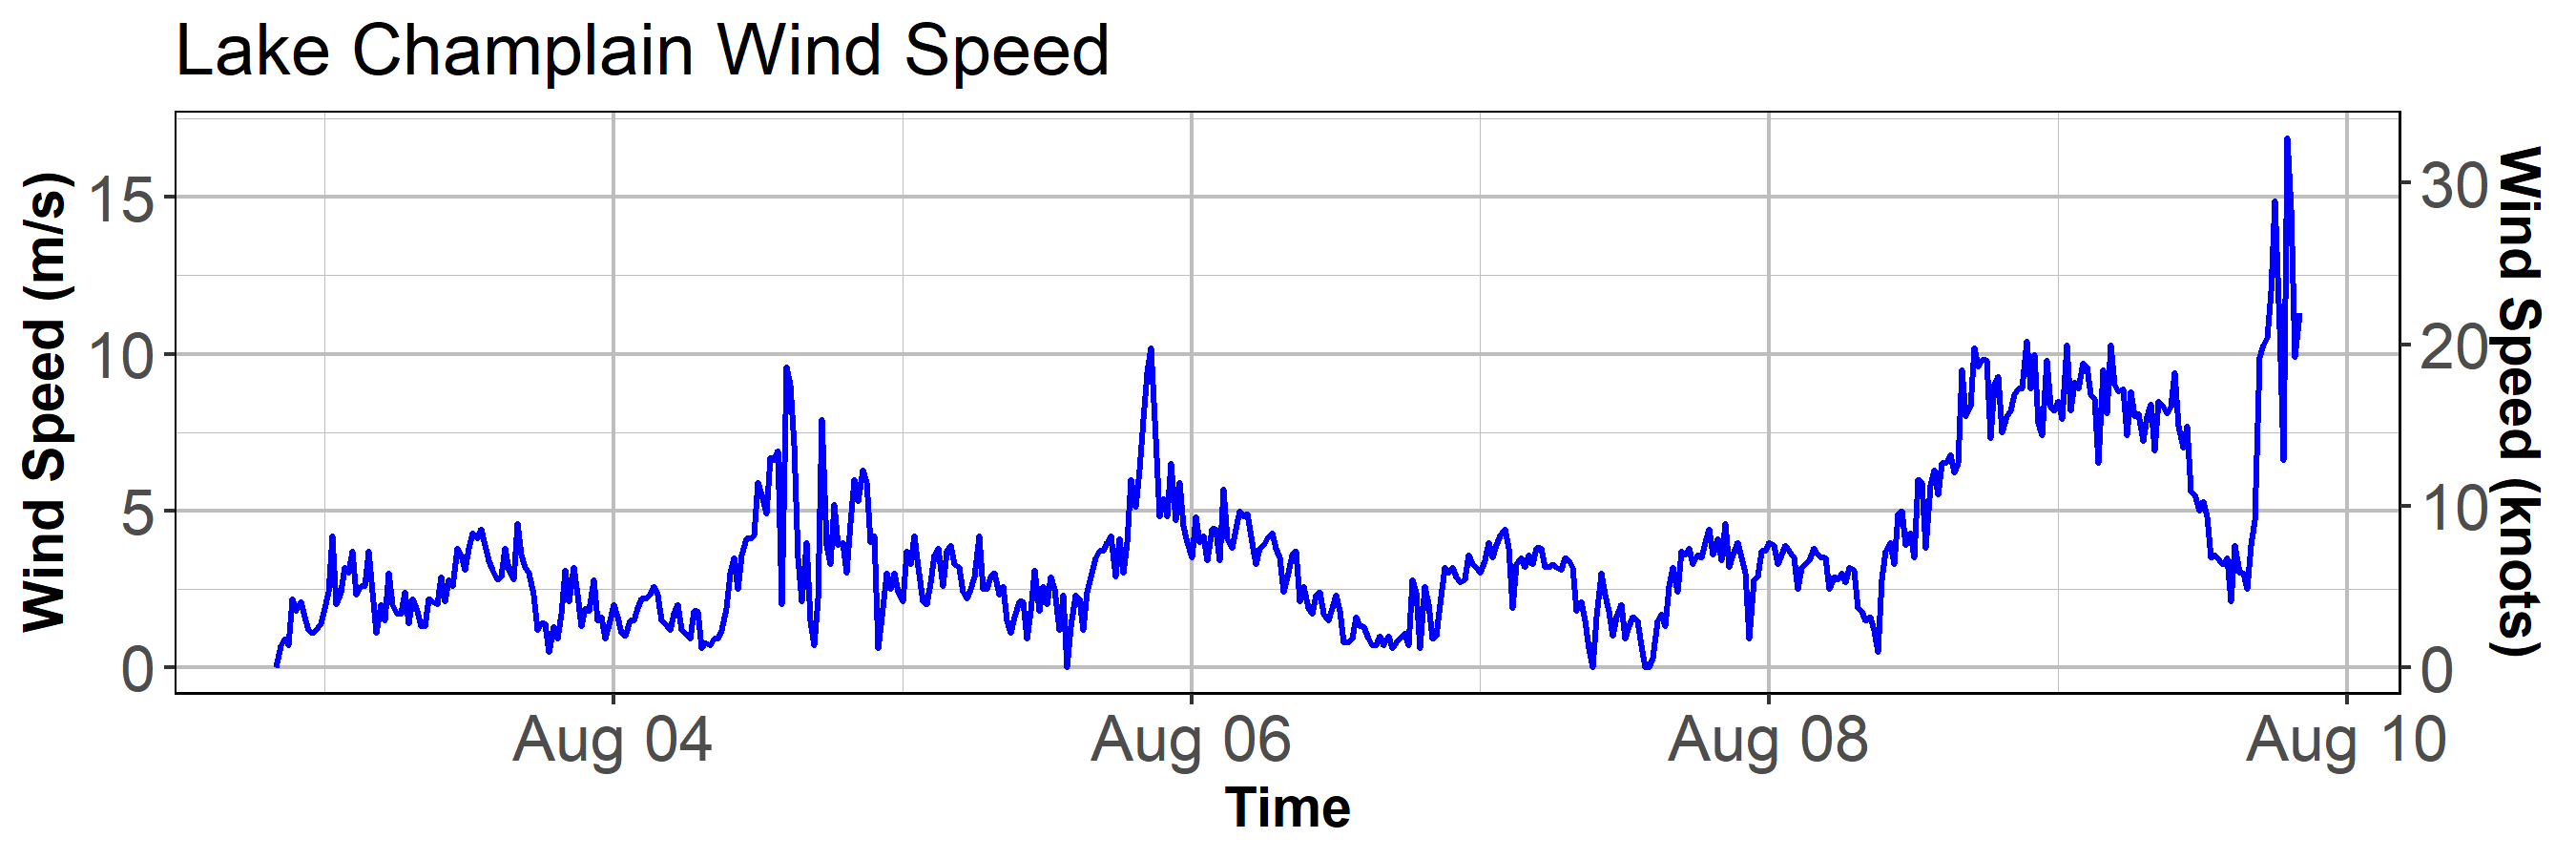 Lake Champlain Wind Speed
Wind Speed (m/s)
15
10
5
0
30
20
10
0
Wind Speed (knots)
Aug 04
Aug 06
Aug 08
Aug 10
Time